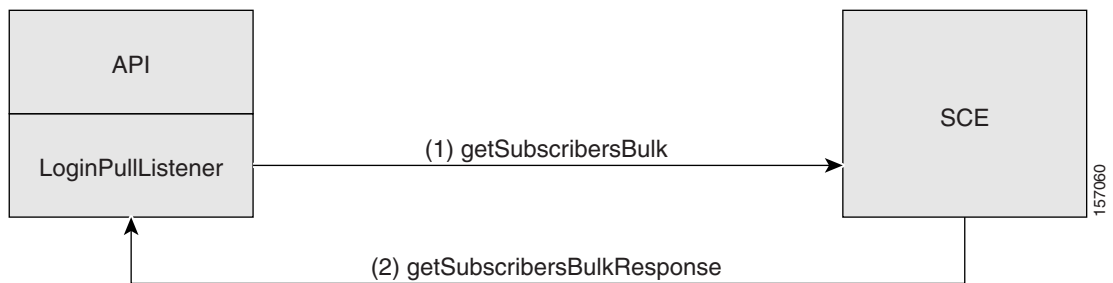 API
LoginPullListener
(1) getSubscribersBulk
SCE
157060
(2) getSubscribersBulkResponse